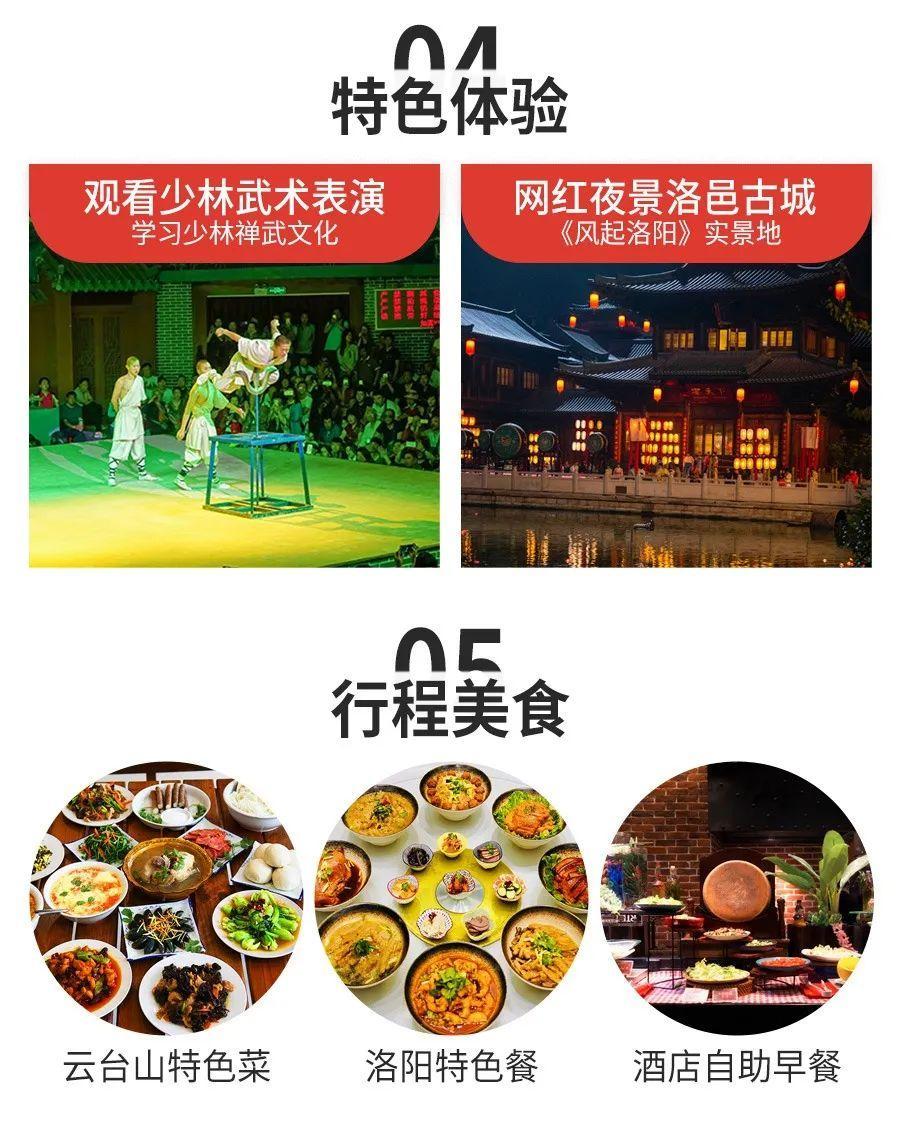 04
特色体验
观看少林武术表演
学习少林禅武文化
网红夜景洛邑古城
《风起洛阳》实景地
05
行程美食
云台山特色菜
洛阳特色餐
酒店自助早餐